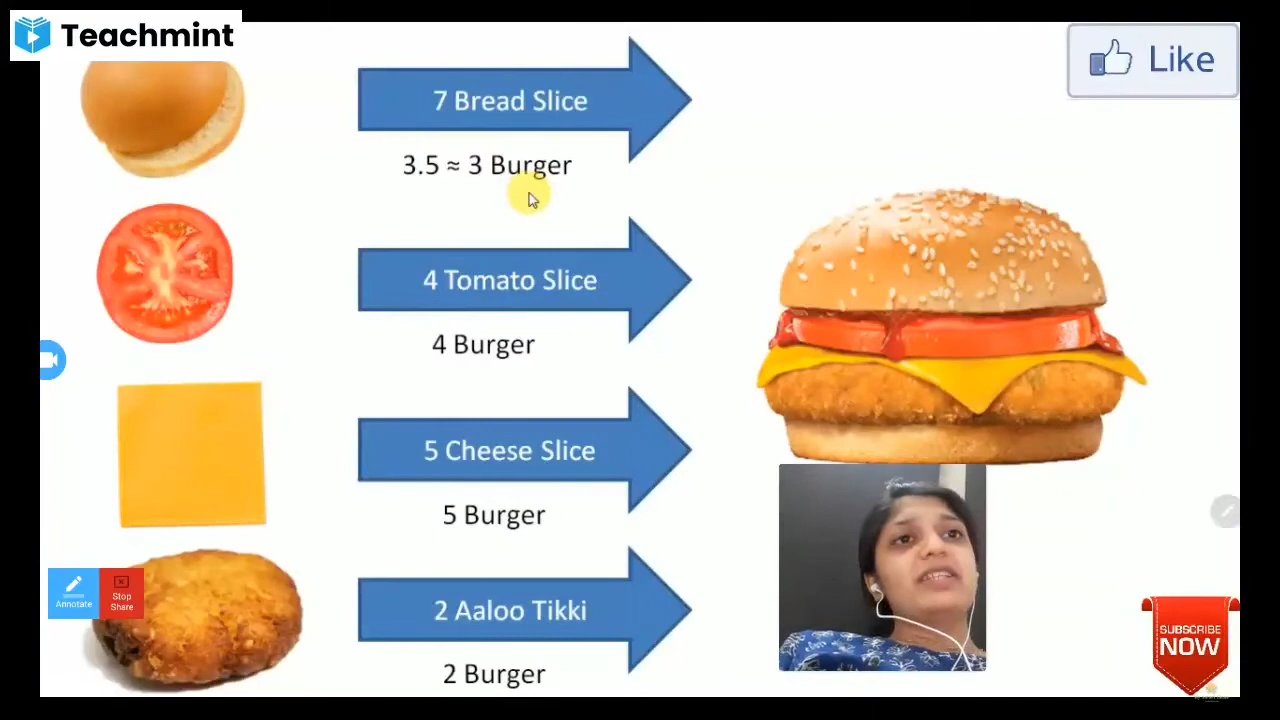 Teachmint
Like
7 Bread Slice
3.5 ≈ 3 Burger
4 Tomato Slice
4 Burger
5 Cheese Slice
5 Burger
Annotate
Stop
Share
2 Aaloo Tikki
2 Burger
SUBSCRIBE
NOW